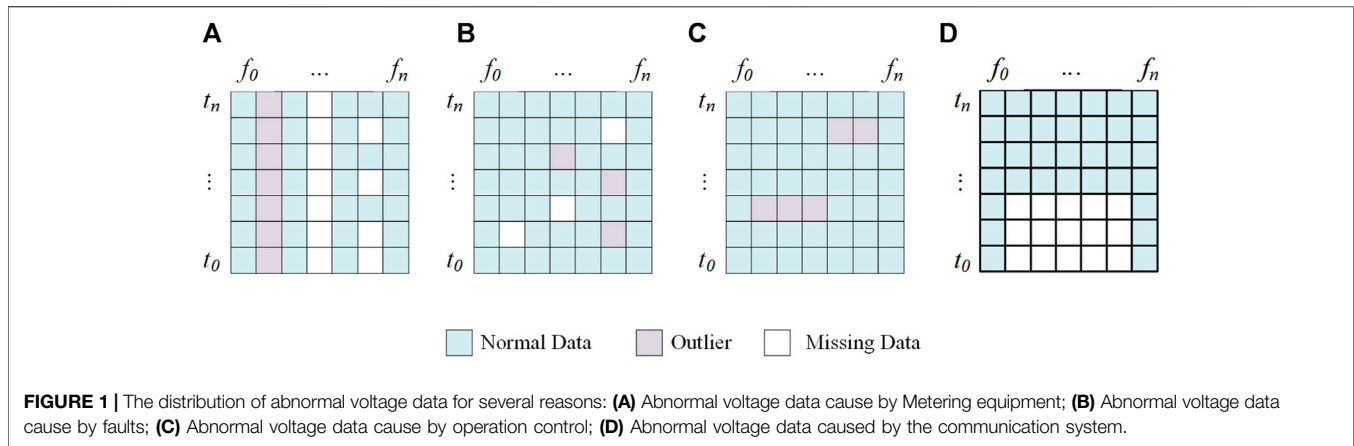 A B C D
f0 ... fn f0 ... fn f0 ... fn f0 ... fn
tn tn tn tn
⋮ ⋮ ⋮ ⋮
t0 t0 t0 t0
Normal Data Outlier Missing Data
FIGURE 1 | The distribution of abnormal voltage data for several reasons: (A) Abnormal voltage data cause by Metering equipment; (B) Abnormal voltage data
cause by faults; (C) Abnormal voltage data cause by operation control; (D) Abnormal voltage data caused by the communication system.